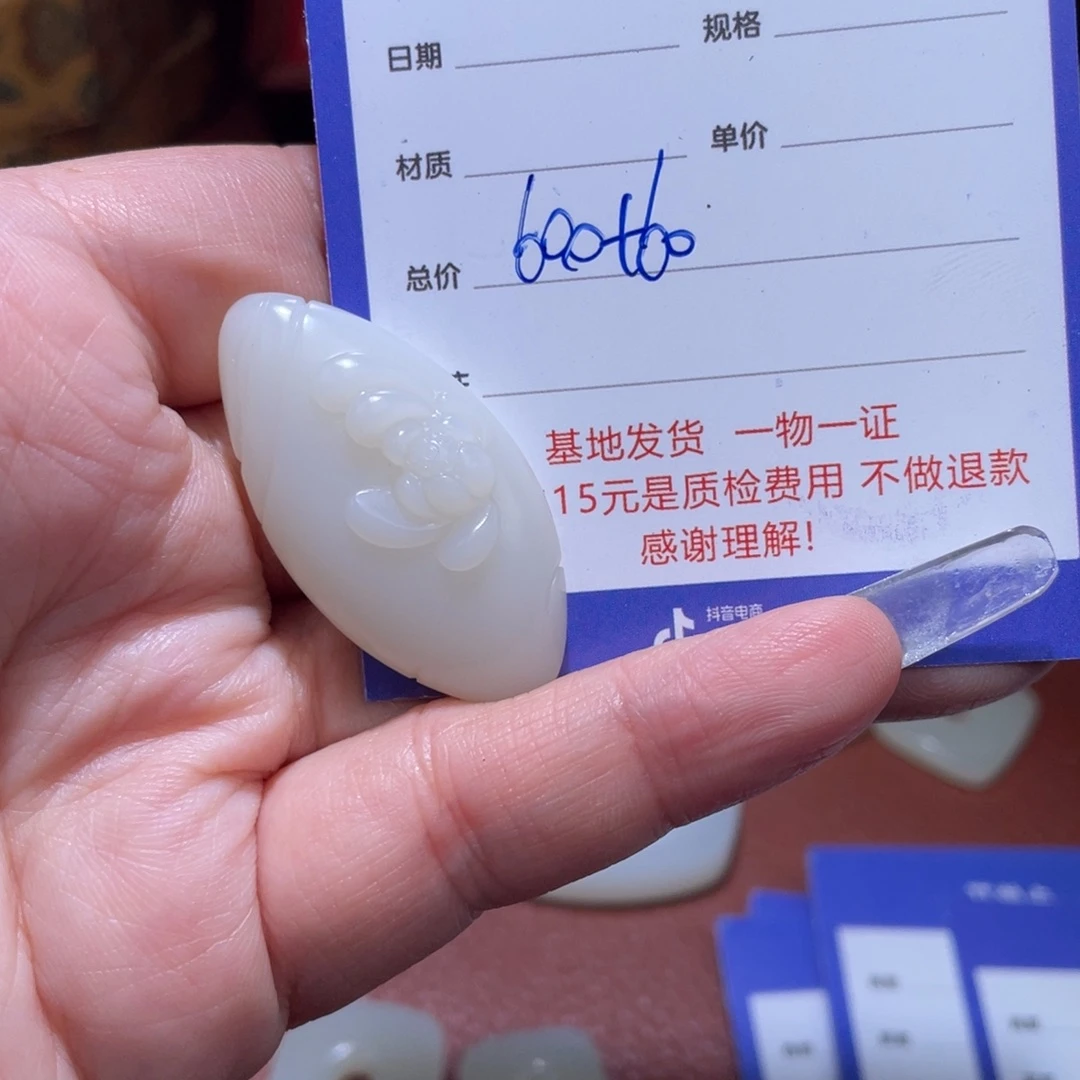 日期 规格
材质 单价
总价 600+60
基地发货 一物一证
15元是质检费用 不做退款
感谢理解!
抖音电商